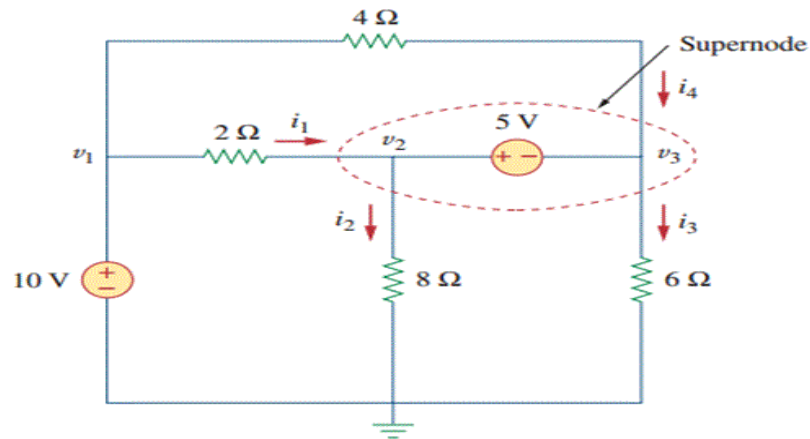 4 Ω
Supernode
i4
5 V
i1
2 Ω
v2
v1
+ −
v3
i2
i3
10 V
+
−
8 Ω
6 Ω